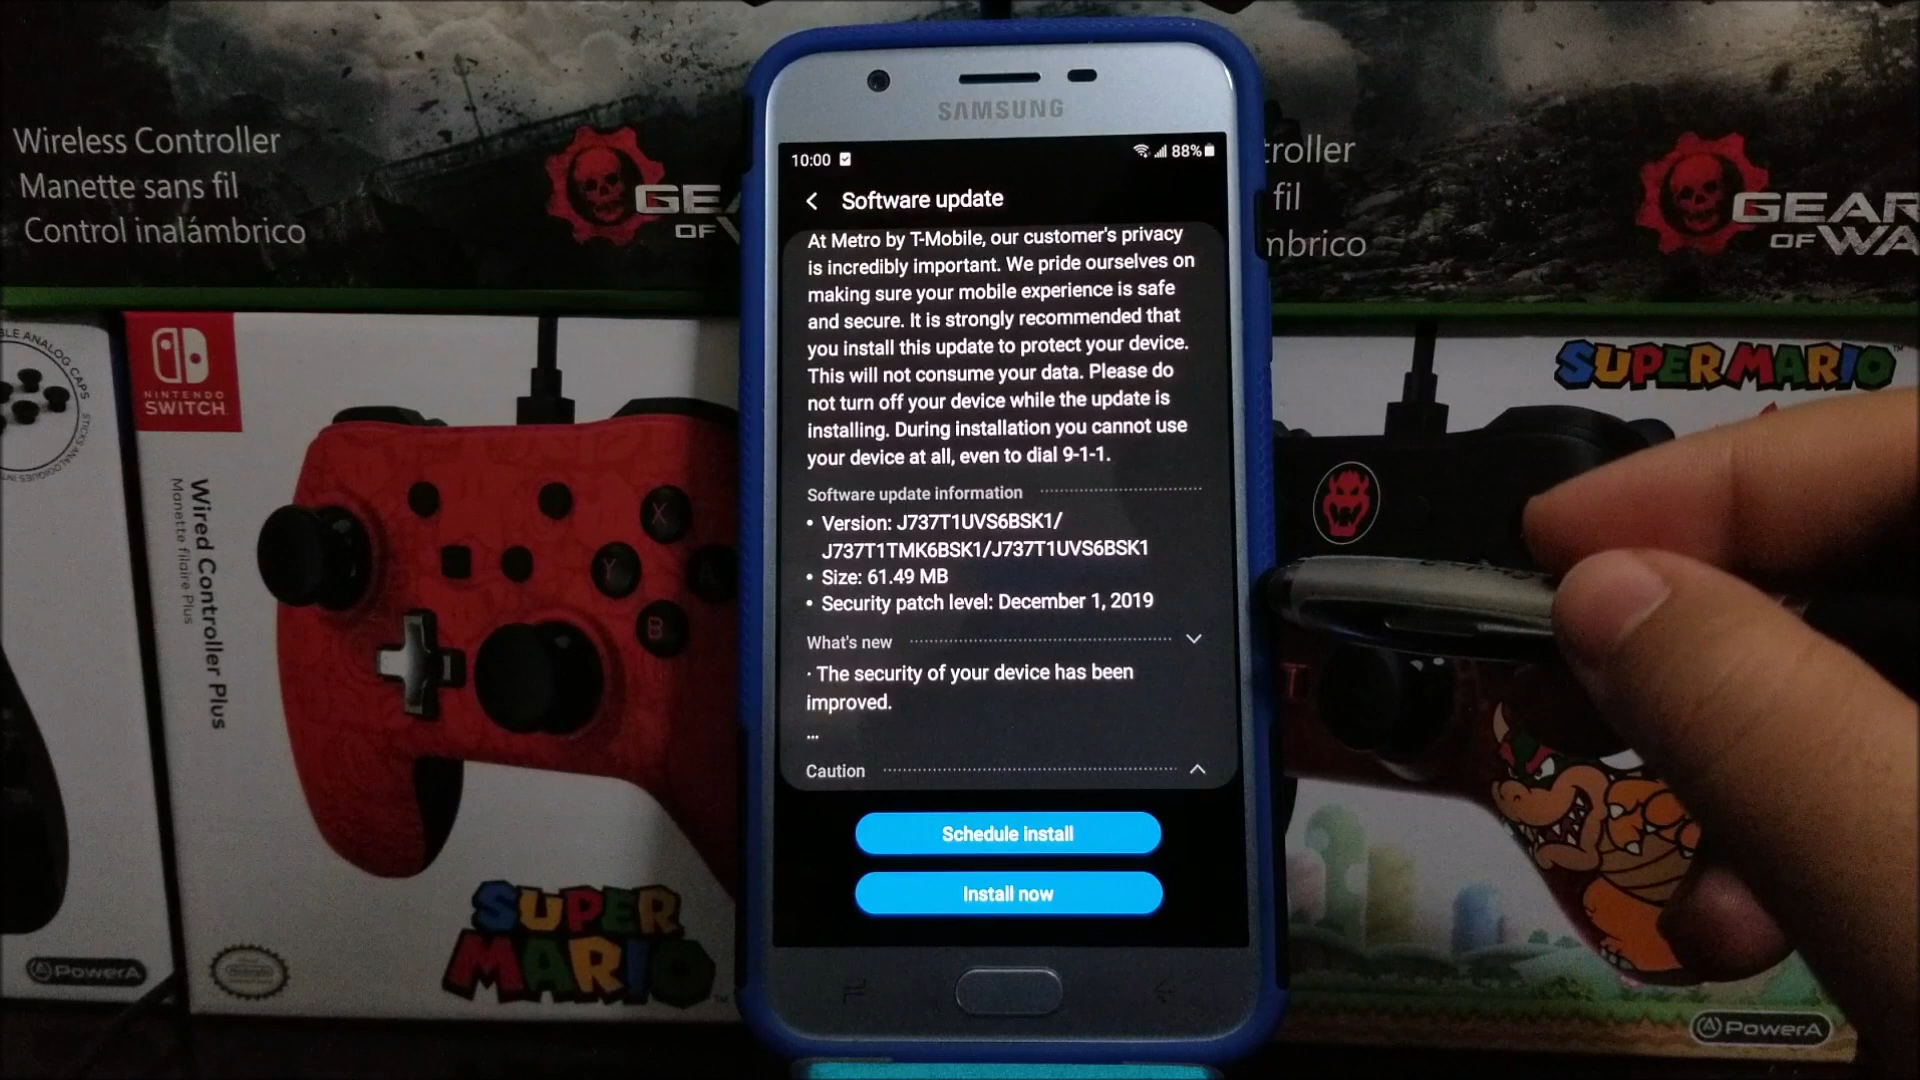 Wireless Controller
Manette sans fil
Control inalámbrico
GE
OF
SAMSUNG
troller
fil
mbrico
GEAR
OF WA
10:00
88%
Software update
At Metro by T-Mobile, our customer's privacy
is incredibly important. We pride ourselves on
making sure your mobile experience is safe
and secure. It is strongly recommended that
you install this update to protect your device.
This will not consume your data. Please do
not turn off your device while the update is
installing. During installation you cannot use
your device at all, even to dial 9-1-1.
Software update information
• Version: J737T1UVS6BSK1/
J737T1TMK6BSK1/J737T1UVS6BSK1
• Size: 61.49 MB
• Security patch level: December 1, 2019
What's new
· The security of your device has been
improved.
...
Caution
Schedule install
Install now
BLE ANALOG CAPS
NINTENDO
SWITCH
Wired Controller Plus
Manette filaire Plus
X
Y
B
SUPER
MARIO
PowerA
SUPER MARIO
PowerA